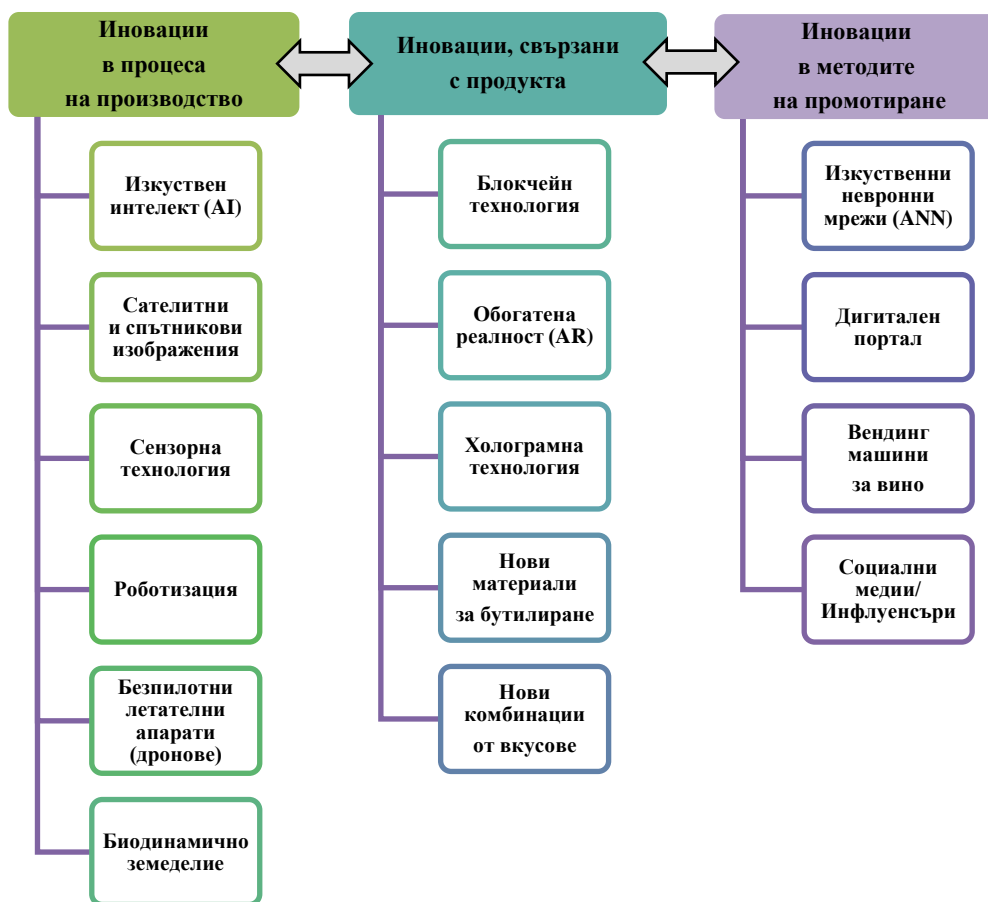 Иновации
в процеса
на производство
Изкуствен
интелект (AI)
Сателитни
и спътникови
изображения
Сензорна
технология
Роботизация
Безпилотни
летателни
апарати
(дронове)
Биодинамично
земеделие
Иновации, свързани
с продукта
Блокчейн
технология
Обогатена
реалност (AR)
Холограмна
технология
Нови
материали
за бутилиране
Нови
комбинации
от вкусове
Иновации
в методите
на промотиране
Изкуственни
невронни
мрежи (ANN)
Дигитален
портал
Вендинг
машини
за вино
Социални
медии/
Инфлуенсъри